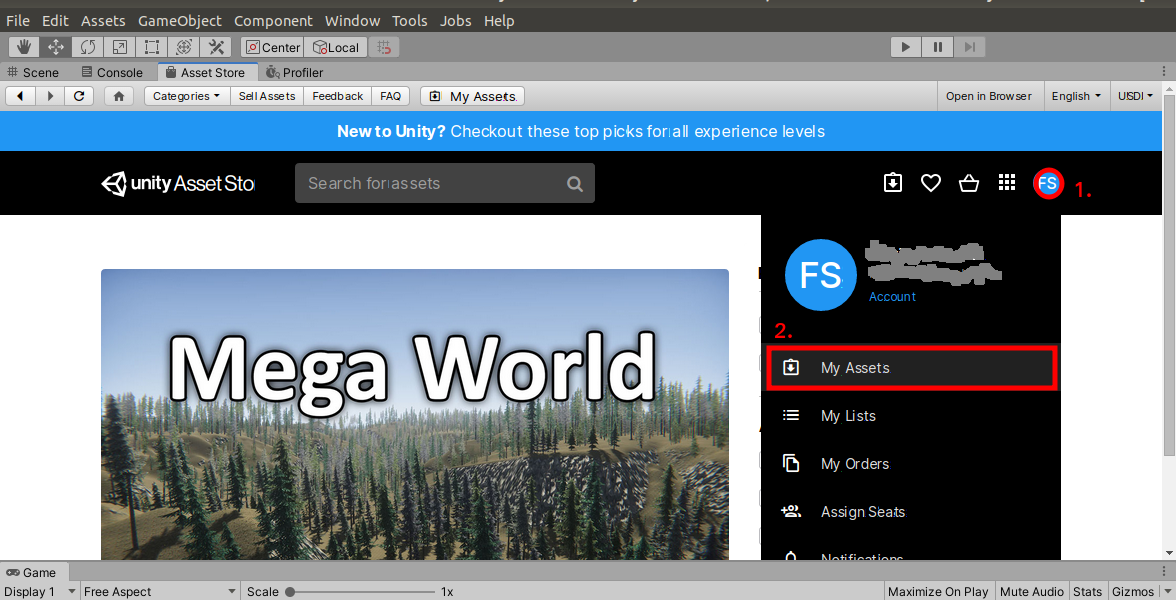 File Edit Assets GameObject Component Window Tools Jobs Help
Center Local
Scene Console Asset Store Profiler
Categories Sell Assets Feedback FAQ My Assets Open in Browser English USD
New to Unity? Checkout these top picks for all experience levels
unity Asset Sto
Search for assets
FS 1.
FS
Account
Mega World
2.
My Assets
My Lists
My Orders
Assign Seats
Notifications
Game
Display 1 Free Aspect Scale 1x Maximize On Play Mute Audio Stats Gizmos